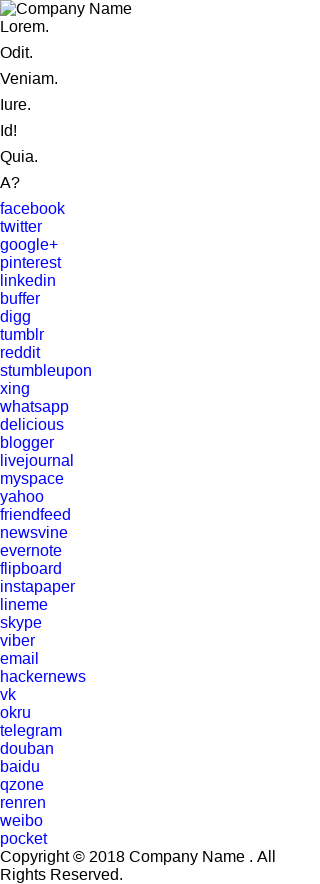 Company Name
Lorem.
Odit.
Veniam.
Iure.
Id!
Quia.
A?
facebook
twitter
google+
pinterest
linkedin
buffer
digg
tumblr
reddit
stumbleupon
xing
whatsapp
delicious
blogger
livejournal
myspace
yahoo
friendfeed
newsvine
evernote
flipboard
instapaper
lineme
skype
viber
email
hackernews
vk
okru
telegram
douban
baidu
qzone
renren
weibo
pocket
Copyright © 2018 Company Name . All
Rights Reserved.